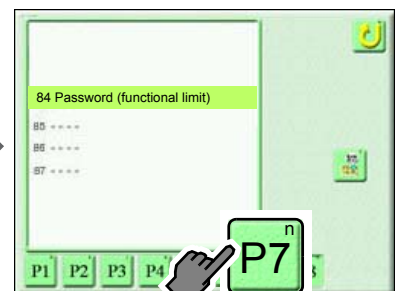 84 Password (functional limit)
85 ----
86 ----
87 ----
P1 P2 P3 P4 P7 n